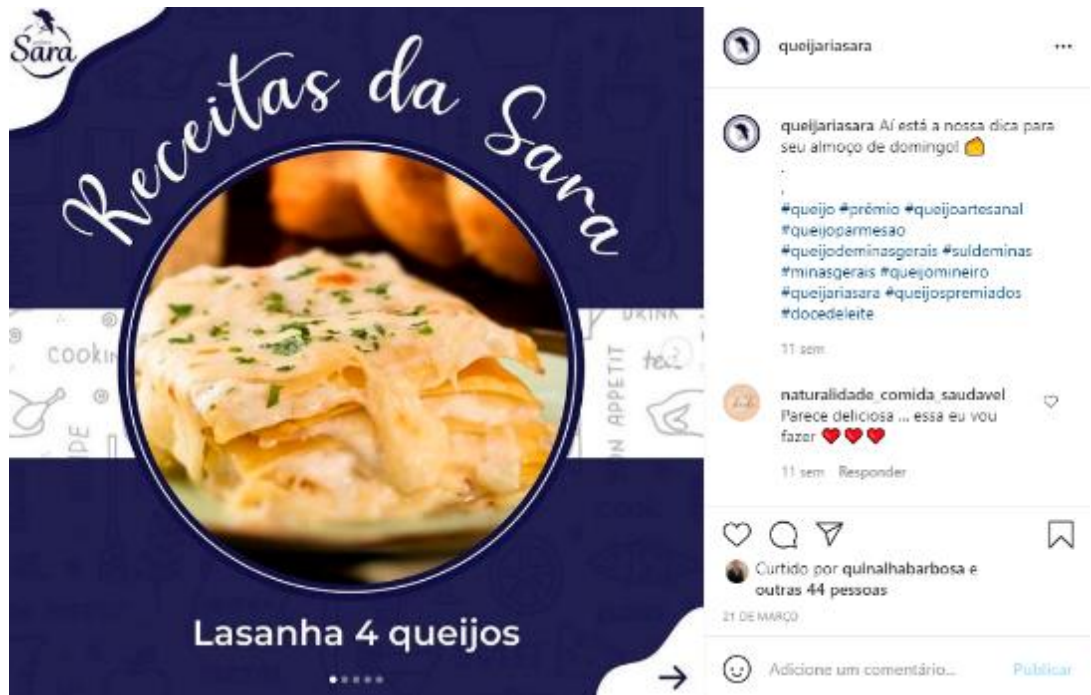 Sara
Receitas da Sara
COOKIN
DRINK
tea
BON APPETIT
Lasanha 4 queijos
queijariasara
queijariasara Aí está a nossa dica para
seu almoço de domingo!
.
.
#queijo #prêmio #queijoartesanal
#queijoparmesao
#queijodeminasgerais #suldeminas
#minasgerais #queijomineiro
#queijariasara #queijospremiados
#docedeleite
11 sem
naturalidade_comida_saudavel
Parece deliciosa ... essa eu vou
fazer
11 sem Responder
Curtido por quinalhabarbosa e
outras 44 pessoas
21 DE MARÇO
Adicione um comentário... Publicar